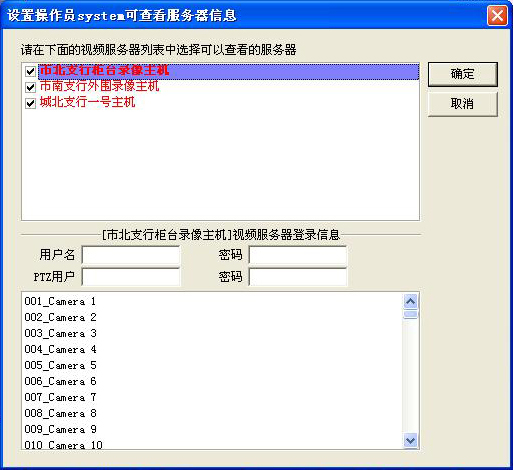 设置操作员system可查看服务器信息
请在下面的视频服务器列表中选择可以查看的服务器
市北支行柜台录像主机
确定
市南支行外围录像主机
城北支行一号主机
取消
[市北支行柜台录像主机]视频服务器登录信息
用户名 密码
PTZ用户 密码
001_Camera 1
002_Camera 2
003_Camera 3
004_Camera 4
005_Camera 5
006_Camera 6
007_Camera 7
008_Camera 8
009_Camera 9
010_Camera 10